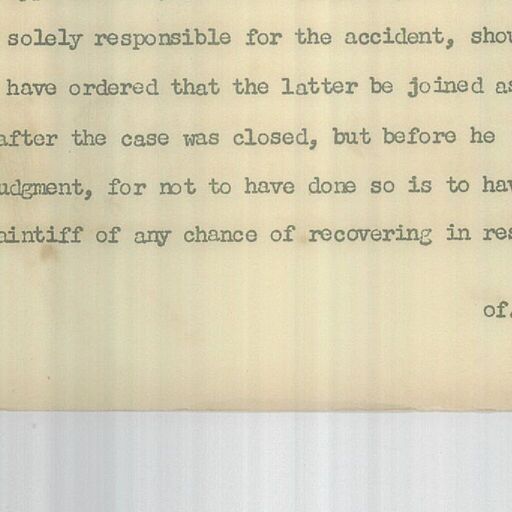 solely responsible for the accident, shou
have ordered that the latter be joined as
after the case was closed, but before he
udgment, for not to have done so is to hav
aintiff of any chance of recovering in res
of.